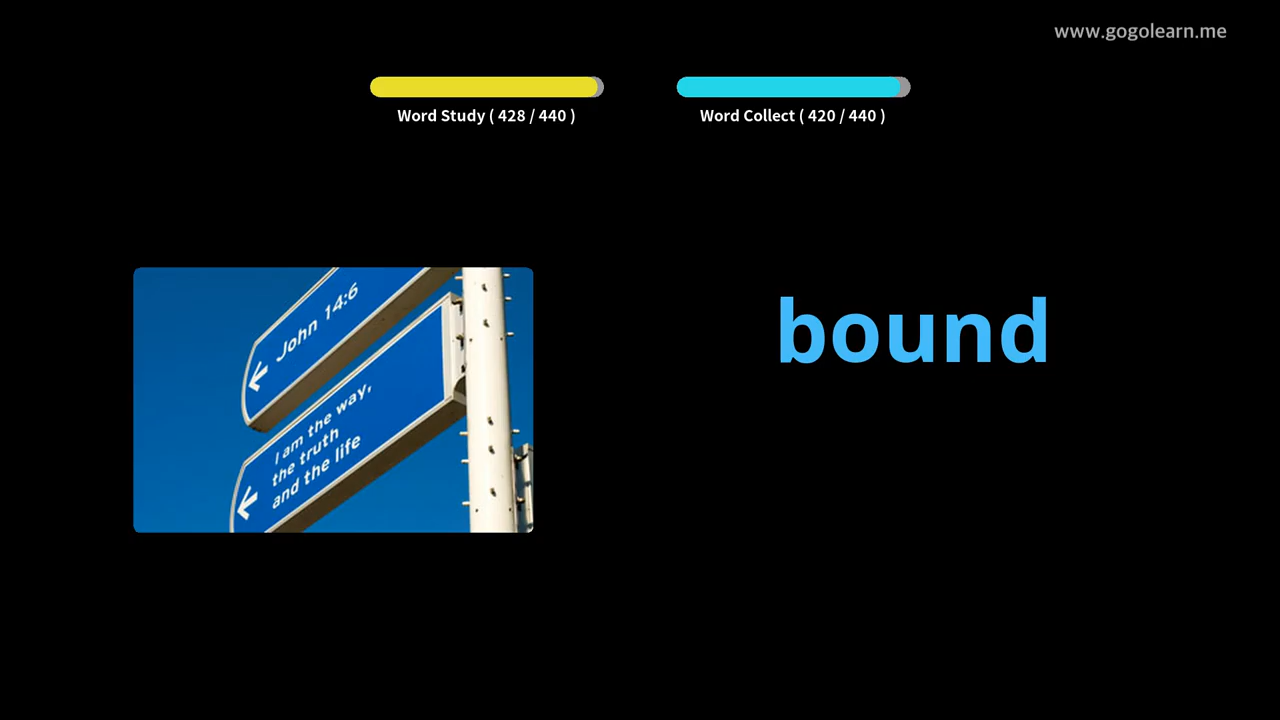 www.gogolearn.me
Word Study ( 428 / 440 )
Word Collect ( 420 / 440 )
John 14:6
I am the way,
the truth
and the life
bound